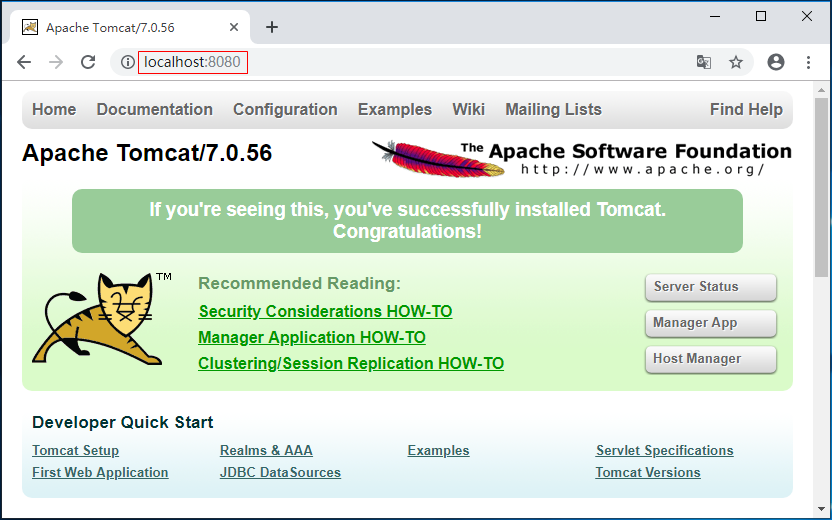 Apache Tomcat/7.0.56
localhost:8080
Home Documentation Configuration Examples Wiki Mailing Lists Find Help
Apache Tomcat/7.0.56
The Apache Software Foundation
http://www.apache.org/
If you're seeing this, you've successfully installed Tomcat.
Congratulations!
TM
Recommended Reading:
Security Considerations HOW-TO
Manager Application HOW-TO
Clustering/Session Replication HOW-TO
Server Status
Manager App
Host Manager
Developer Quick Start
Tomcat Setup Realms & AAA Examples Servlet Specifications
First Web Application JDBC DataSources Tomcat Versions